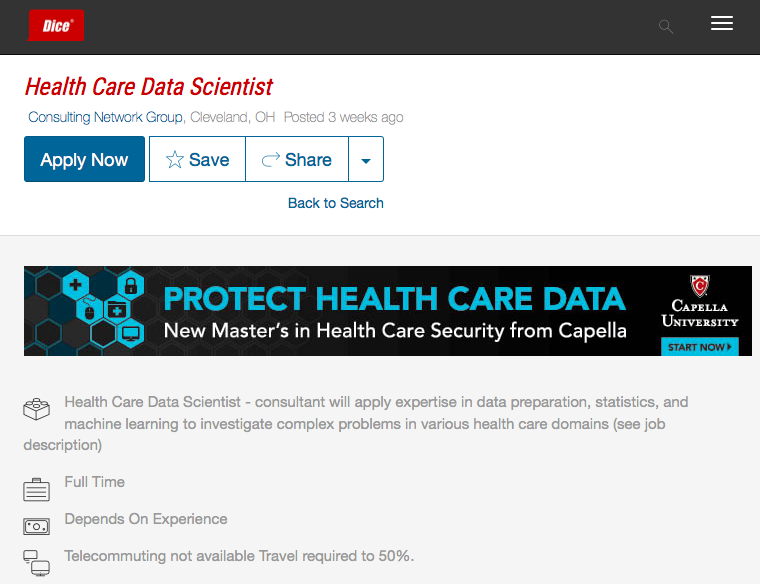 Dice
Health Care Data Scientist
Consulting Network Group, Cleveland, OH Posted 3 weeks ago
Apply Now
Save
Share
Back to Search
PROTECT HEALTH CARE DATA
New Master's in Health Care Security from Capella
CAPELLA
UNIVERSITY
START NOW
Health Care Data Scientist - consultant will apply expertise in data preparation, statistics, and
machine learning to investigate complex problems in various health care domains (see job
description)
Full Time
Depends On Experience
Telecommuting not available Travel required to 50%.